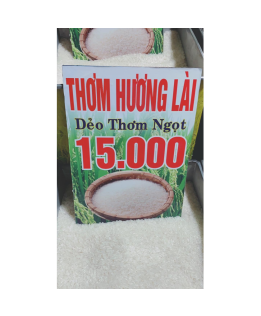 THƠM HƯƠNG LÀI
Dẻo Thơm Ngọt
15.000